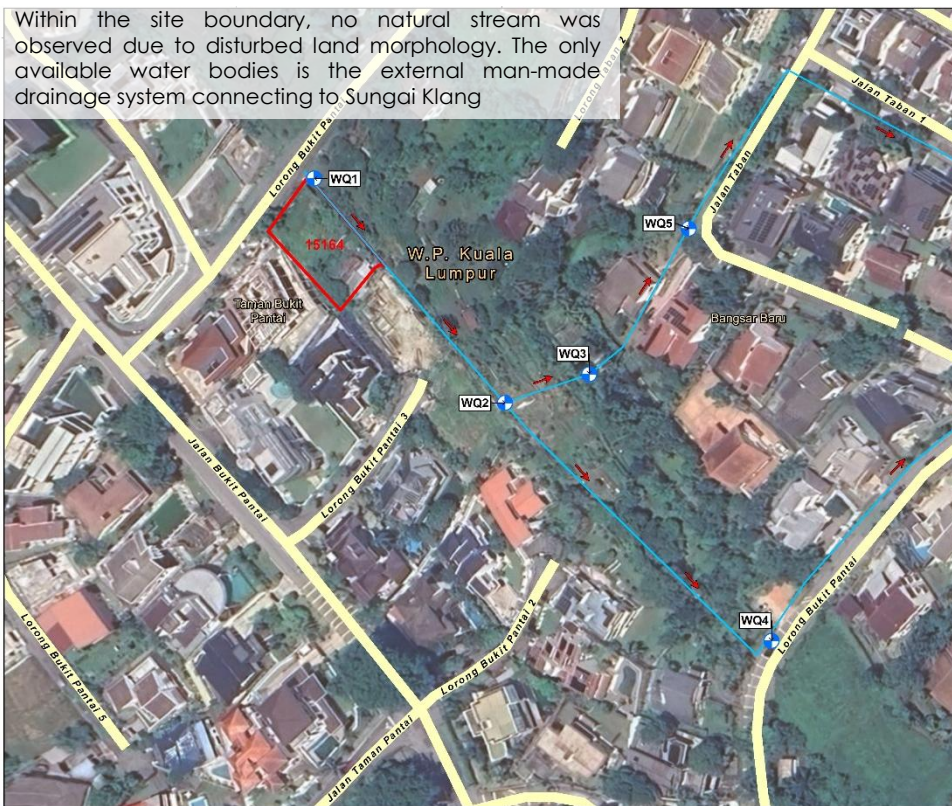 Within the site boundary, no natural stream was
observed due to disturbed land morphology. The only
available water bodies is the external man-made
drainage system connecting to Sungai Klang
Lorong Taban 2
Jalan Taban 1
Lorong Bukit Pantai
WQ1
Jalan Taban
WQ5
15164
W.P. Kuala
Lumpur
Taman Bukit
Pantai
Bangsar Baru
WQ3
WQ2
Lorong Bukit Pantai 3
Jalan Bukit Pantai
Lorong Bukit Pantai
WQ4
Lorong Bukit Pantai 2
Lorong Bukit Pantai 5
Jalan Taman Pantai